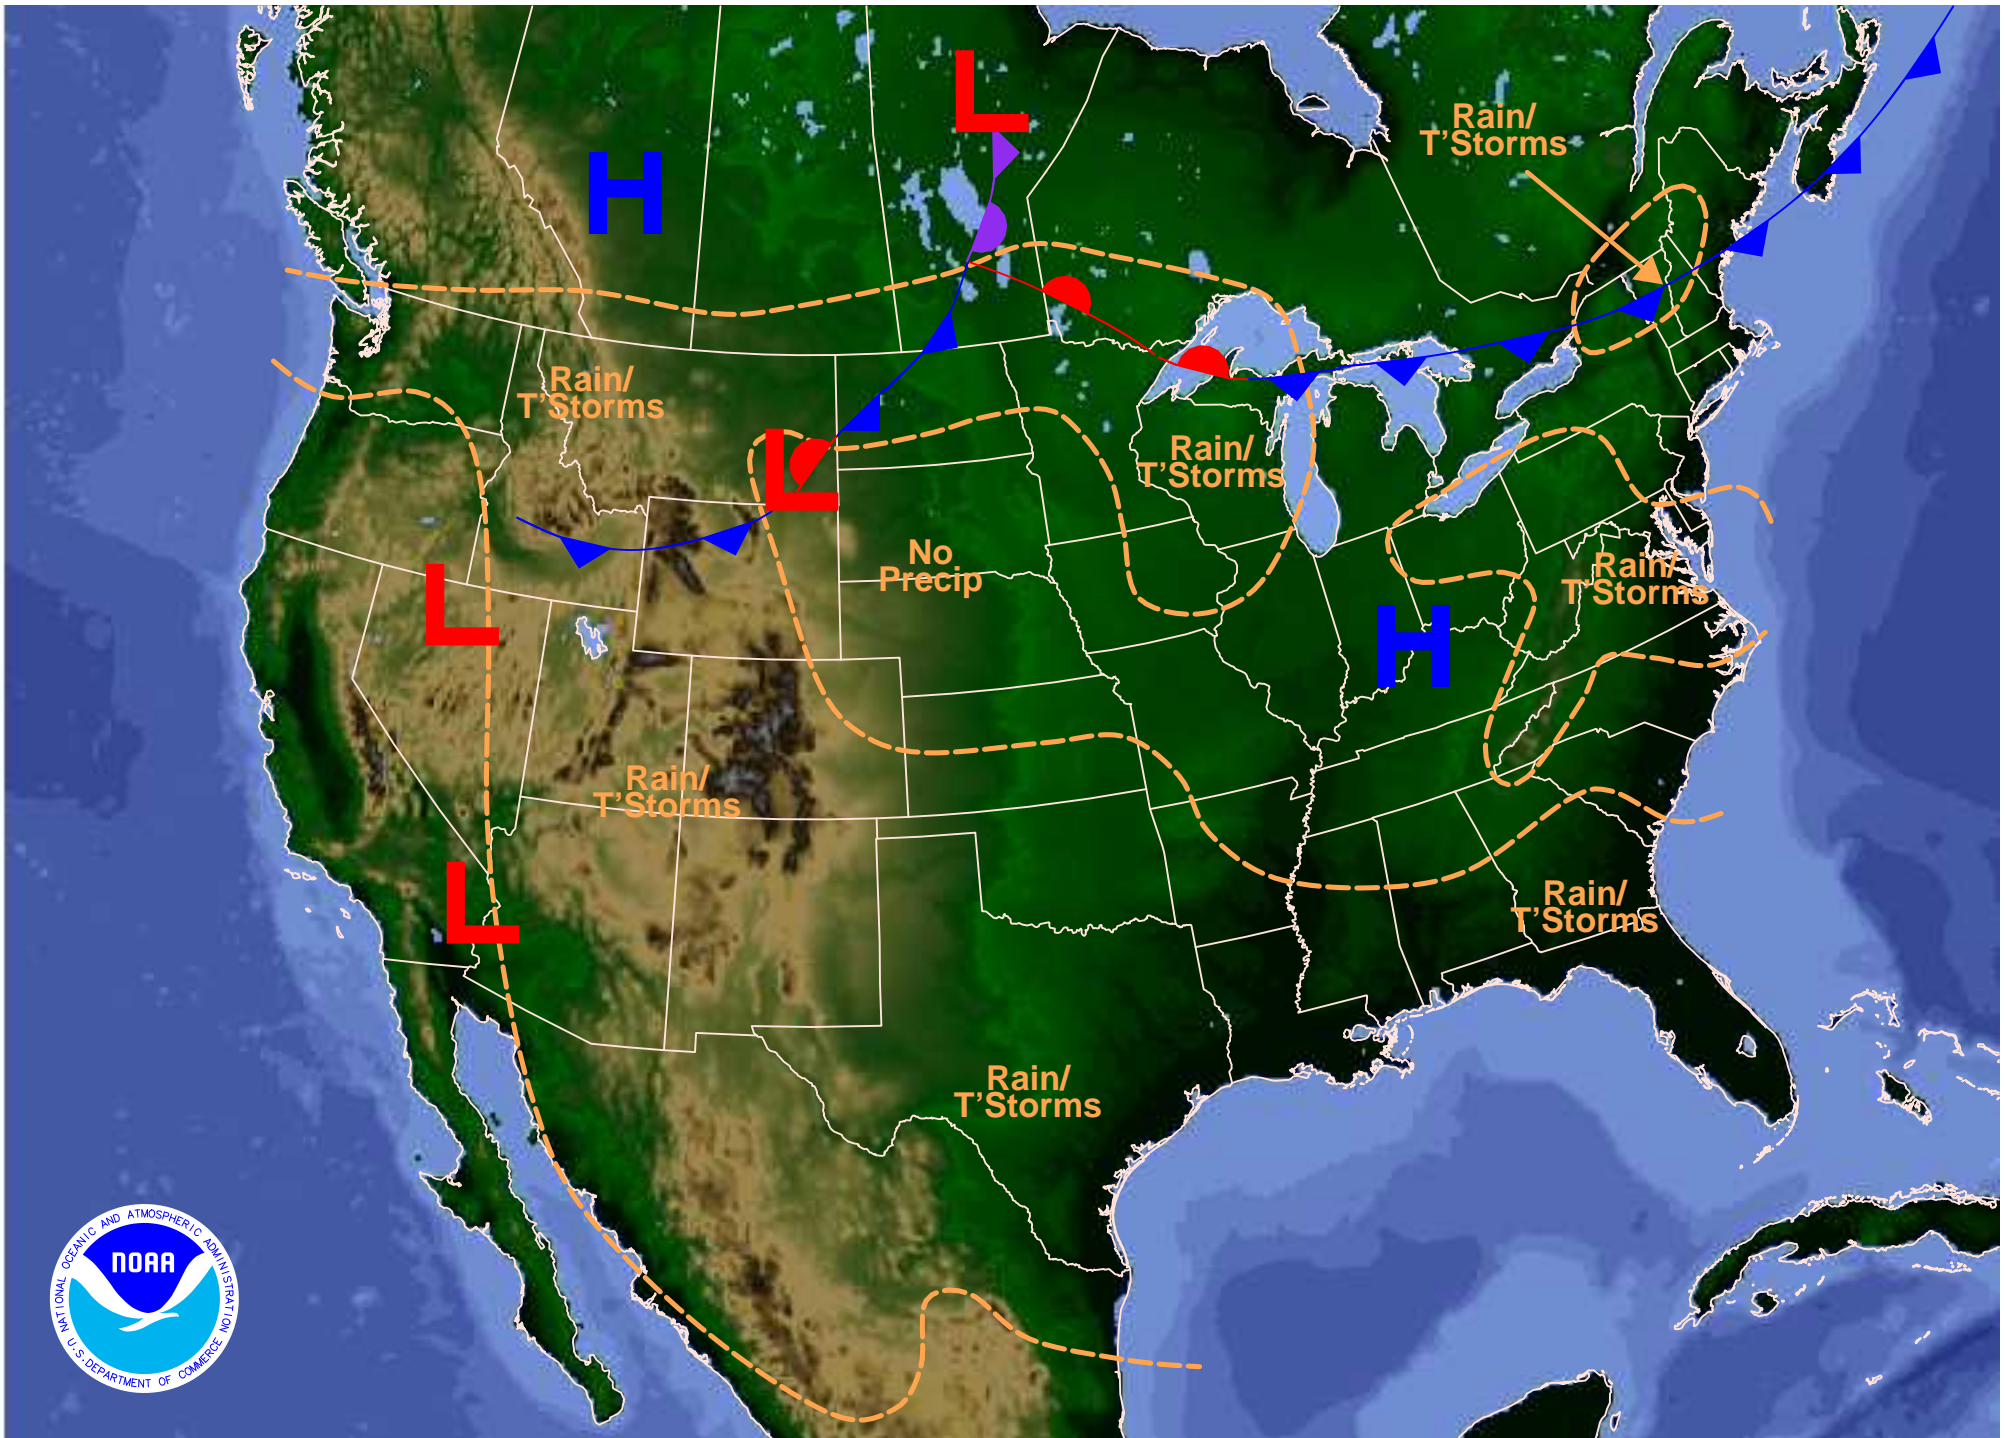 L
Rain/
T'Storms
H
Rain/
T'Storms
L
Rain/
T'Storms
No
Precip
Rain/
T'Storms
L
H
Rain/
T'Storms
L
Rain/
T'Storms
Rain/
T'Storms
NATIONAL OCEANIC AND ATMOSPHERIC ADMINISTRATION
NOAA
U.S. DEPARTMENT OF COMMERCE